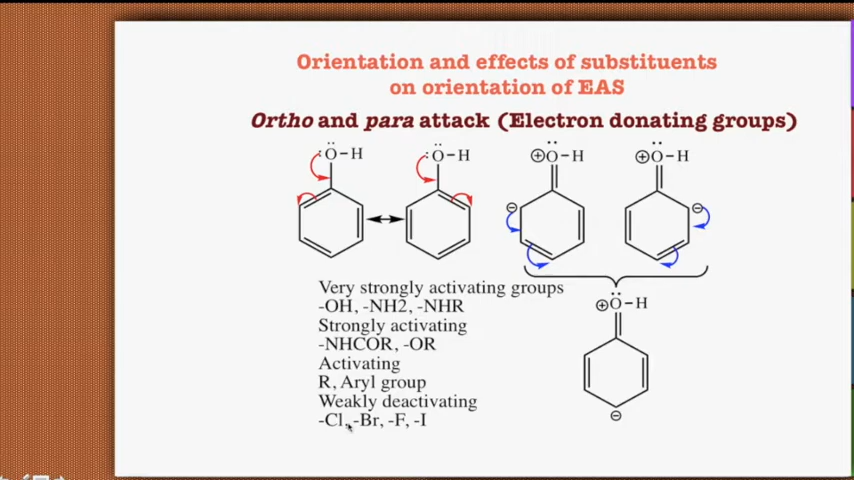 Orientation and effects of substituents
on orientation of EAS
Ortho and para attack (Electron donating groups)
:Ö-H
:Ö-H
⊕Ö-H
⊕Ö-H
⊖
⊖
Very strongly activating groups
-OH, -NH2, -NHR
Strongly activating
-NHCOR, -OR
Activating
R, Aryl group
Weakly deactivating
-Cl, -Br, -F, -I
⊕Ö-H
⊖